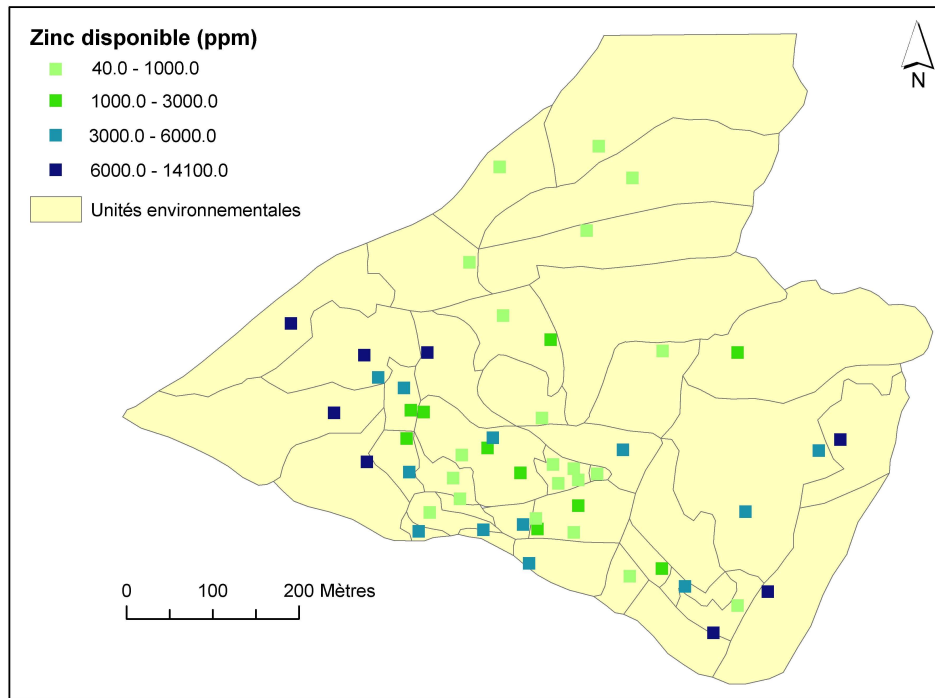 Zinc disponible (ppm)
40.0 - 1000.0
1000.0 - 3000.0
3000.0 - 6000.0
6000.0 - 14100.0
Unités environnementales
N
0 100 200 Mètres